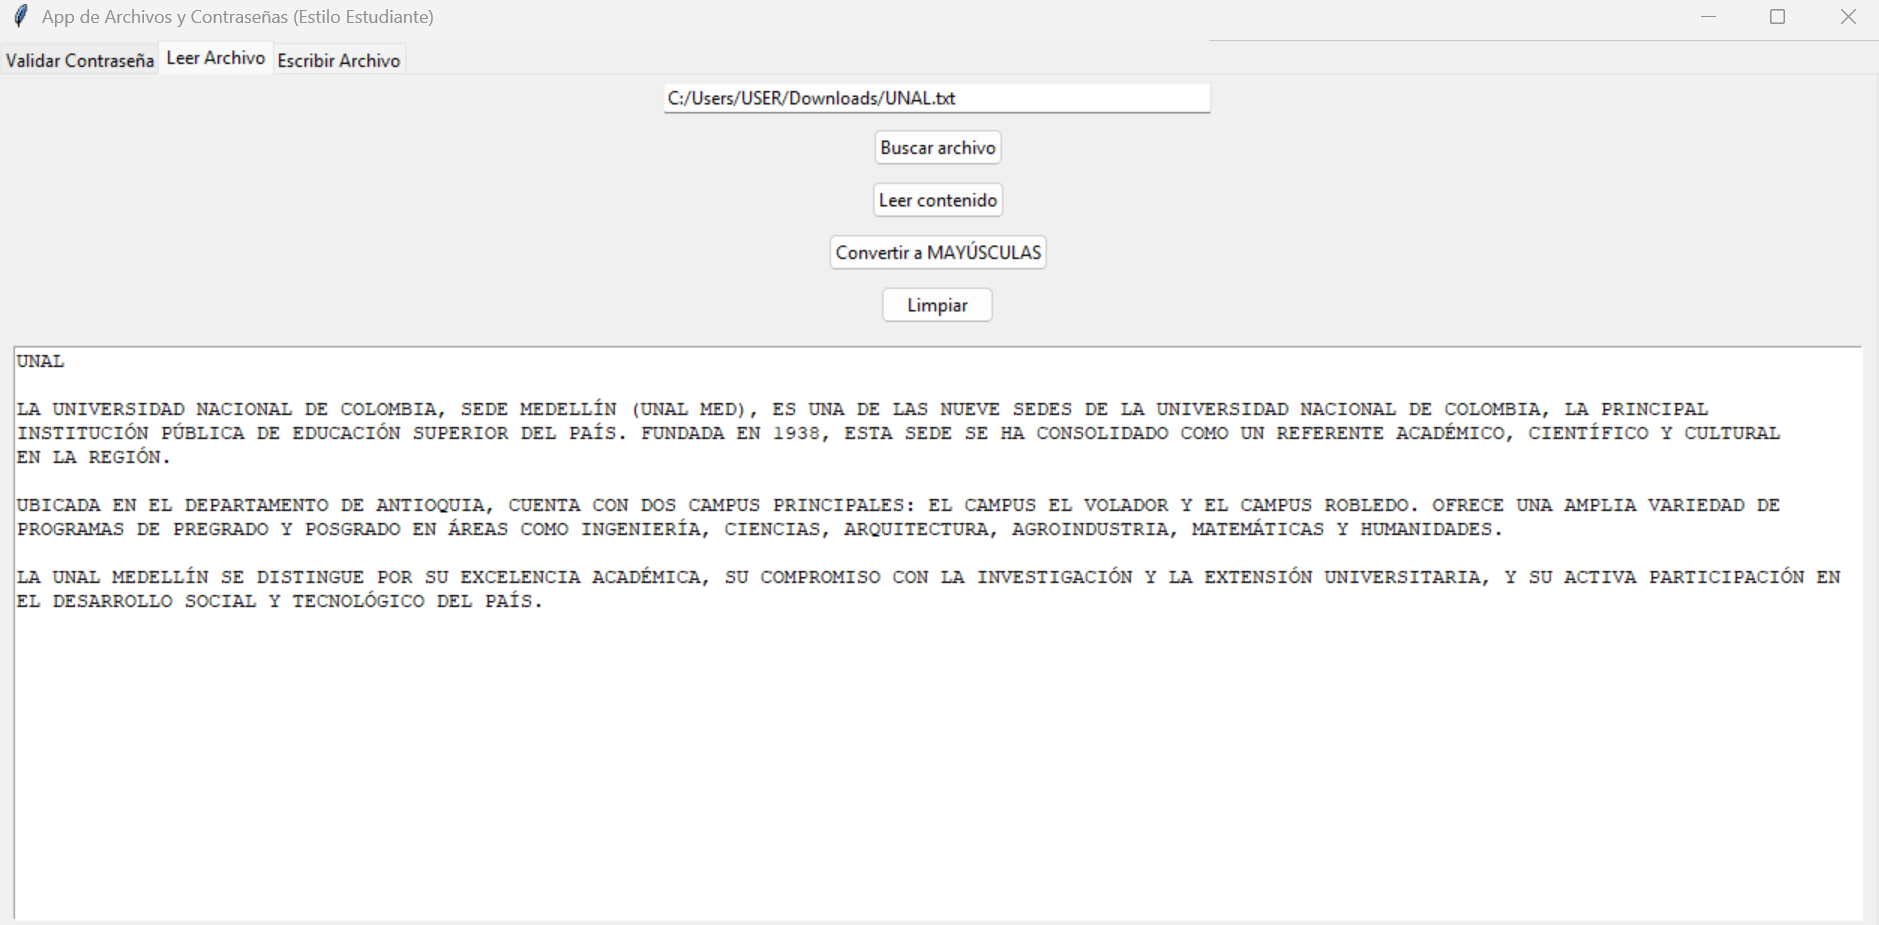 App de Archivos y Contraseñas (Estilo Estudiante)
Validar Contraseña Leer Archivo Escribir Archivo
C:/Users/USER/Downloads/UNAL.txt
Buscar archivo
Leer contenido
Convertir a MAYÚSCULAS
Limpiar
UNAL
LA UNIVERSIDAD NACIONAL DE COLOMBIA, SEDE MEDELLÍN (UNAL MED), ES UNA DE LAS NUEVE SEDES DE LA UNIVERSIDAD NACIONAL DE COLOMBIA, LA PRINCIPAL
INSTITUCIÓN PÚBLICA DE EDUCACIÓN SUPERIOR DEL PAÍS. FUNDADA EN 1938, ESTA SEDE SE HA CONSOLIDADO COMO UN REFERENTE ACADÉMICO, CIENTÍFICO Y CULTURAL
EN LA REGIÓN.
UBICADA EN EL DEPARTAMENTO DE ANTIOQUIA, CUENTA CON DOS CAMPUS PRINCIPALES: EL CAMPUS EL VOLADOR Y EL CAMPUS ROBLEDO. OFRECE UNA AMPLIA VARIEDAD DE
PROGRAMAS DE PREGRADO Y POSGRADO EN ÁREAS COMO INGENIERÍA, CIENCIAS, ARQUITECTURA, AGROINDUSTRIA, MATEMÁTICAS Y HUMANIDADES.
LA UNAL MEDELLÍN SE DISTINGUE POR SU EXCELENCIA ACADÉMICA, SU COMPROMISO CON LA INVESTIGACIÓN Y LA EXTENSIÓN UNIVERSITARIA, Y SU ACTIVA PARTICIPACIÓN EN
EL DESARROLLO SOCIAL Y TECNOLÓGICO DEL PAÍS.